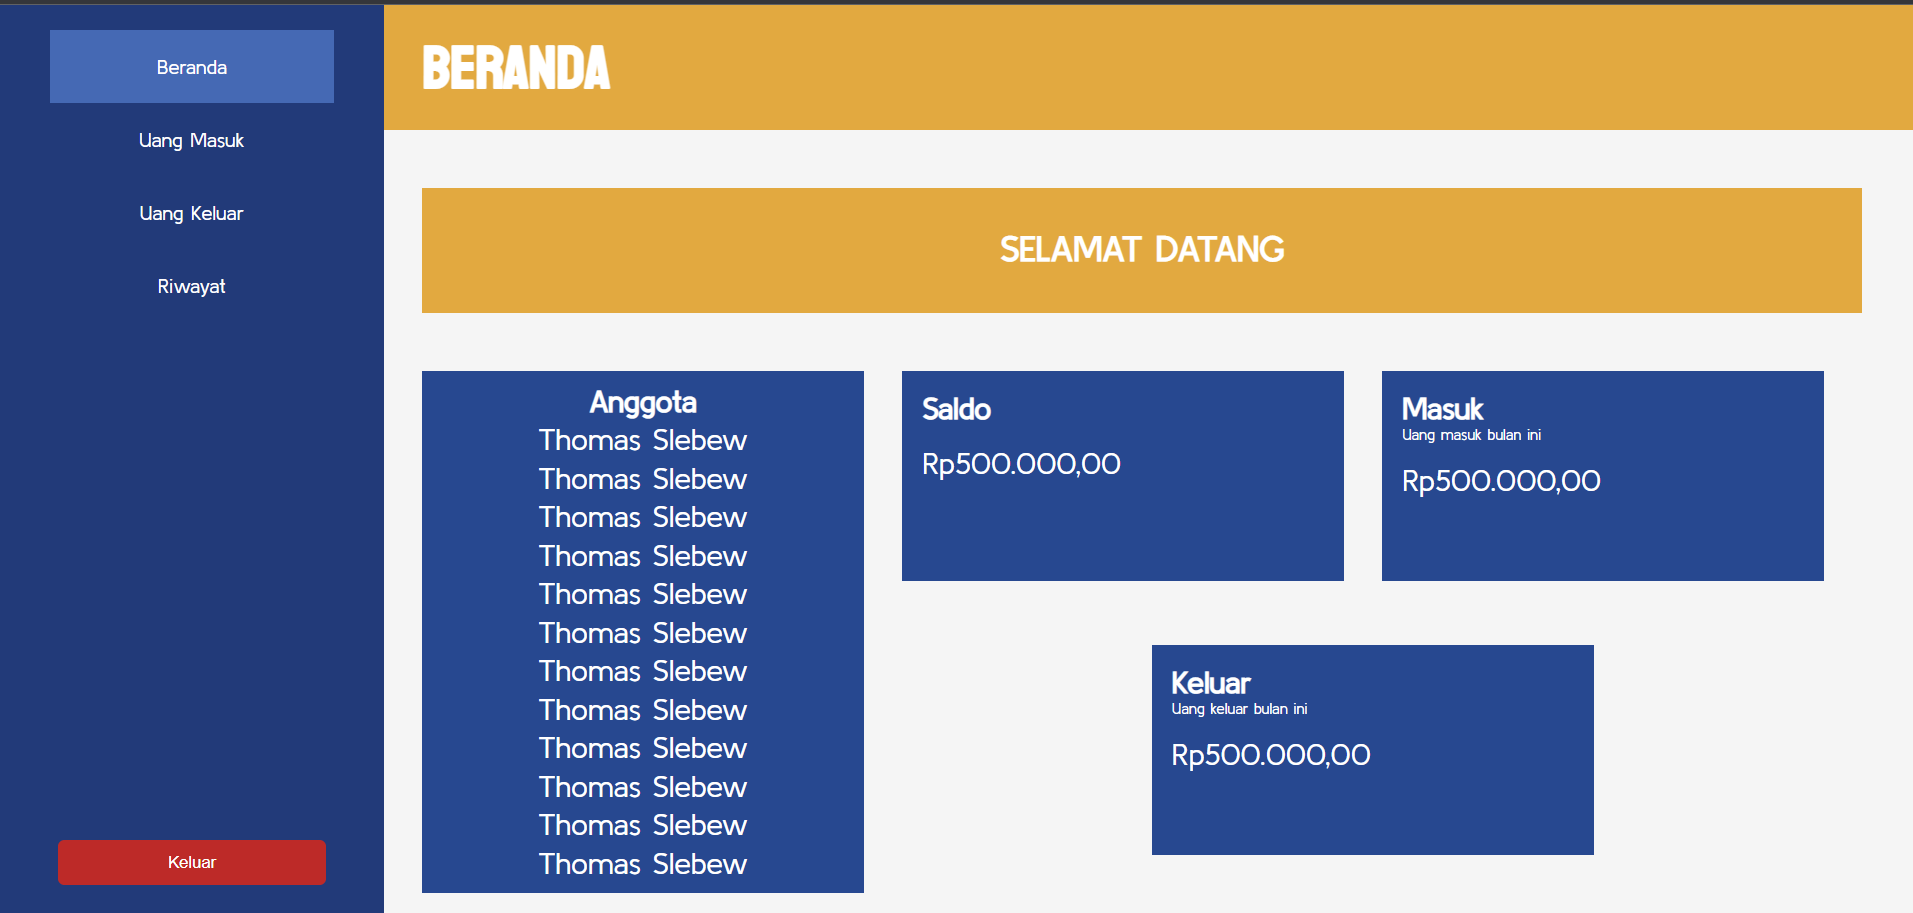 Beranda
Uang Masuk
Uang Keluar
Riwayat
Keluar
BERANDA
SELAMAT DATANG
Anggota
Thomas Slebew
Thomas Slebew
Thomas Slebew
Thomas Slebew
Thomas Slebew
Thomas Slebew
Thomas Slebew
Thomas Slebew
Thomas Slebew
Thomas Slebew
Thomas Slebew
Thomas Slebew
Saldo
Rp500.000,00
Masuk
Uang masuk bulan ini
Rp500.000,00
Keluar
Uang keluar bulan ini
Rp500.000,00